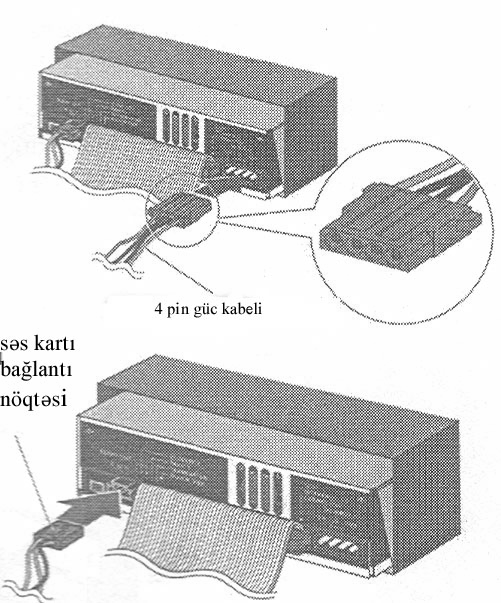 4 pin güc kabeli
səs kartı
bağlantı
nöqtəsi